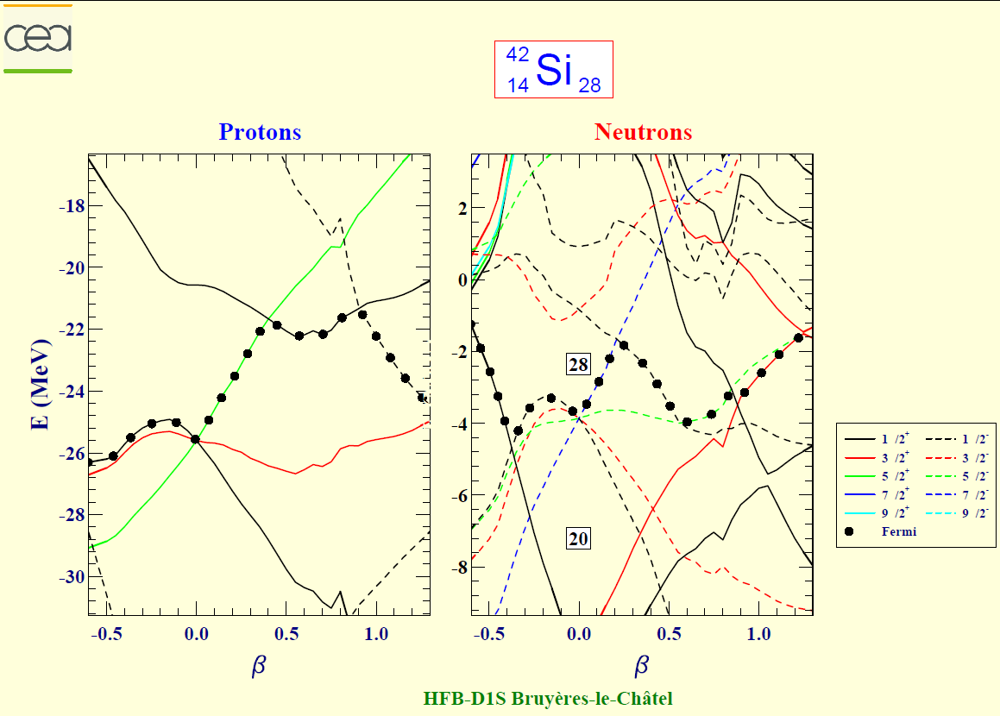 cea
42
14 Si 28
Protons
Neutrons
E (MeV)
-18
-20
-22
-24
-26
-28
-30
-0.5 0.0 0.5 1.0
β
2
0
-2
-4
-6
-8
28
20
-0.5 0.0 0.5 1.0
β
1 /2+ 1 /2-
3 /2+ 3 /2-
5 /2+ 5 /2-
7 /2+ 7 /2-
9 /2+ 9 /2-
Fermi
HFB-D1S Bruyères-le-Châtel